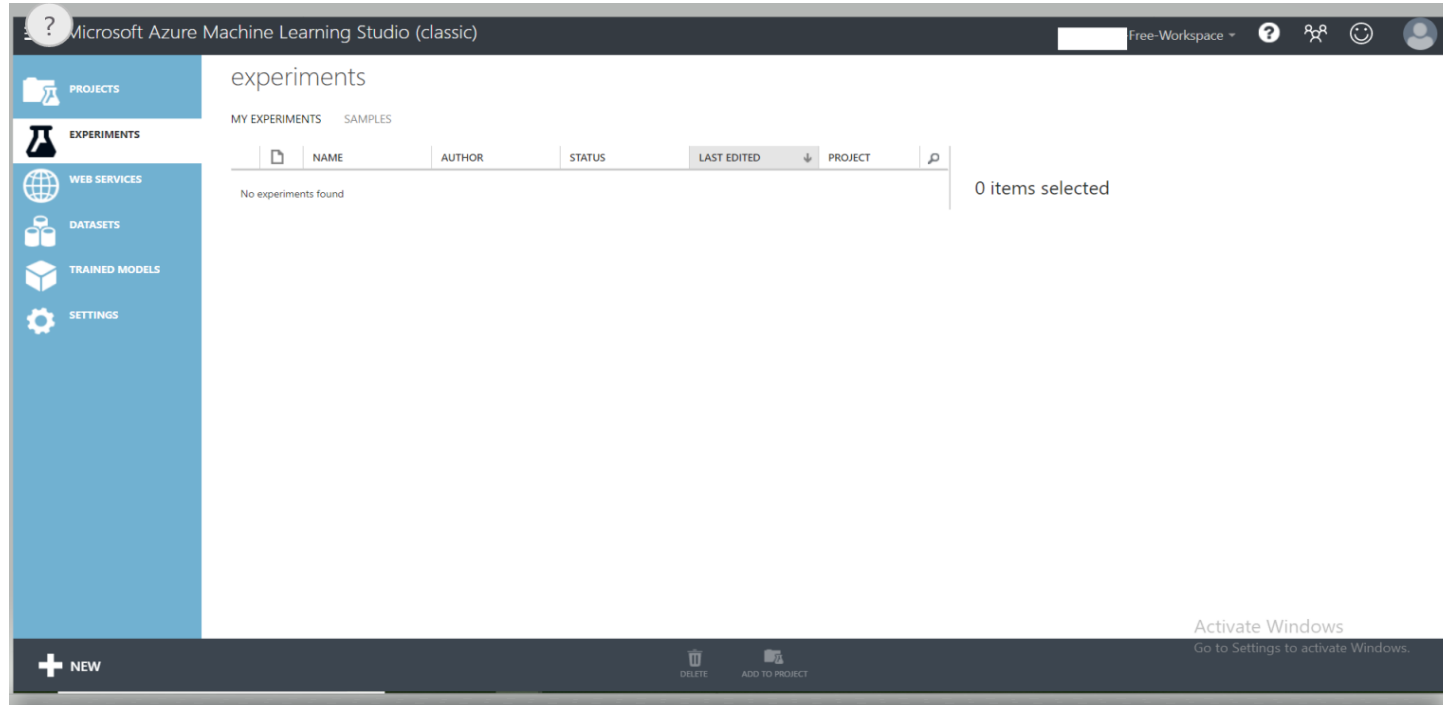 ?
Microsoft Azure Machine Learning Studio (classic)
Free-Workspace
?
PROJECTS
EXPERIMENTS
WEB SERVICES
DATASETS
TRAINED MODELS
SETTINGS
experiments
MY EXPERIMENTS SAMPLES
NAME AUTHOR STATUS LAST EDITED PROJECT
No experiments found
0 items selected
Activate Windows
Go to Settings to activate Windows.
NEW
DELETE
ADD TO PROJECT